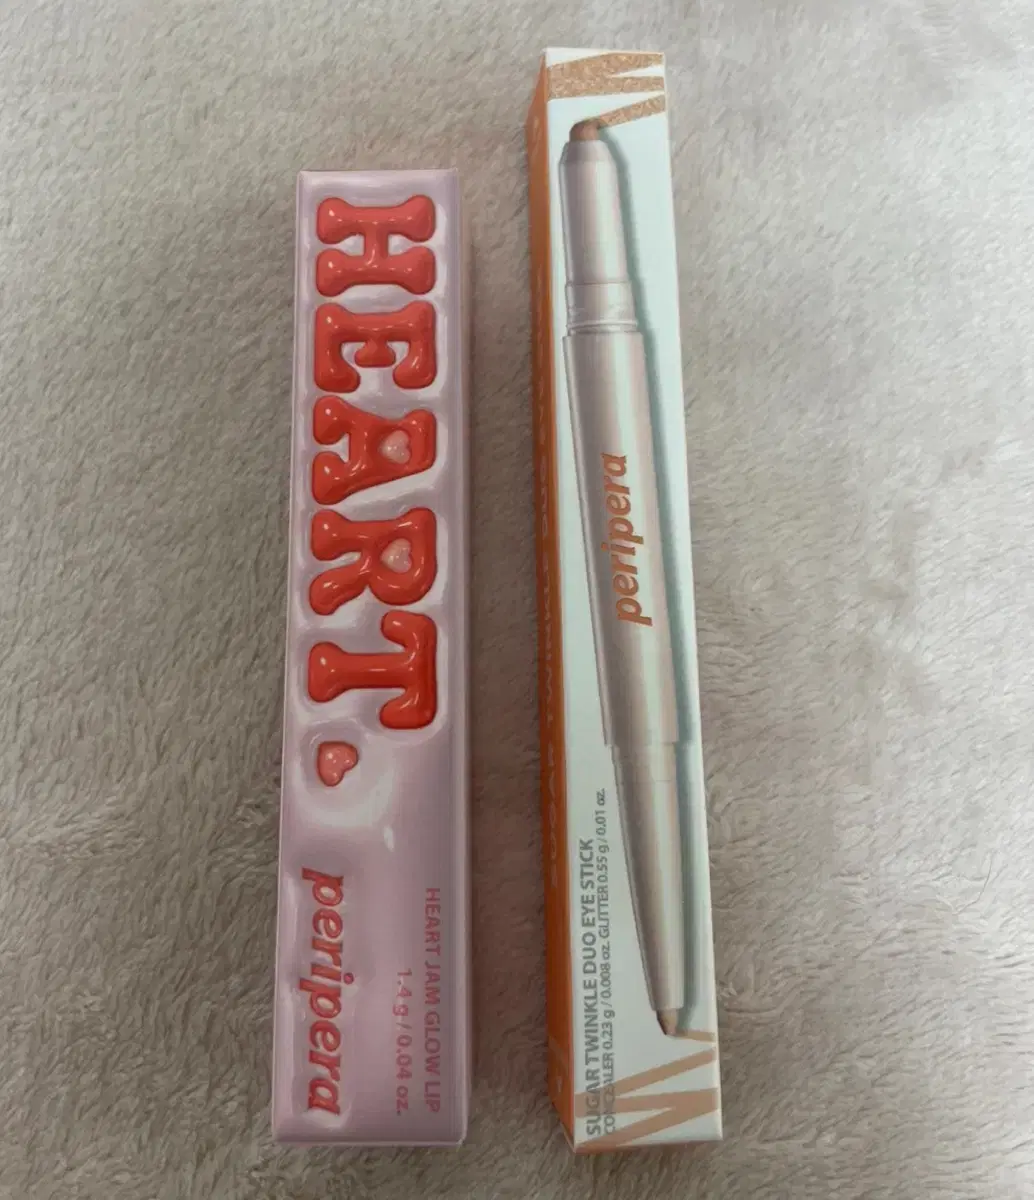 HEART
peripera
HEART JAM GLOW LIP
1.4 g / 0.04 oz.
peripera
SUGAR TWINKLE DUO EYE STICK
CONCEALER 0.23 g / 0.008 oz. GLITTER 0.55 g / 0.01 oz.